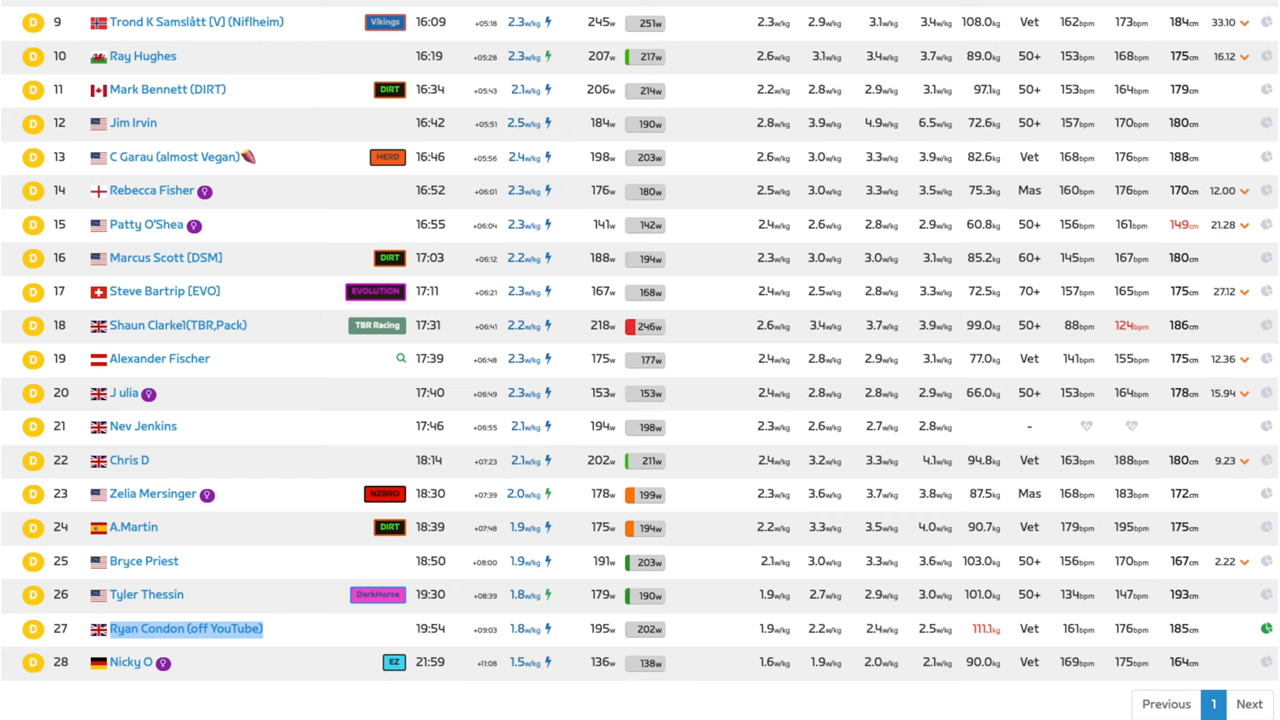 D 9 Trond K Samslått [V] (Niflheim) Vikings 16:09 +05:18 2.3w/kg 245w 251w 2.3w/kg 2.9w/kg 3.1w/kg 3.4w/kg 108.0kg Vet 162bpm 173bpm 184cm 33.10
D 10 Ray Hughes 16:19 +05:28 2.3w/kg 207w 217w 2.6w/kg 3.1w/kg 3.4w/kg 3.7w/kg 89.0kg 50+ 153bpm 168bpm 175cm 16.12
D 11 Mark Bennett (DIRT) DIRT 16:34 +05:43 2.1w/kg 206w 214w 2.2w/kg 2.8w/kg 2.9w/kg 3.1w/kg 97.1kg 50+ 153bpm 164bpm 179cm
D 12 Jim Irvin 16:42 +05:51 2.5w/kg 184w 190w 2.8w/kg 3.9w/kg 4.9w/kg 6.5w/kg 72.6kg 50+ 157bpm 170bpm 180cm
D 13 C Garau (almost Vegan) HERD 16:46 +05:56 2.4w/kg 198w 203w 2.6w/kg 3.0w/kg 3.3w/kg 3.9w/kg 82.6kg Vet 168bpm 176bpm 188cm
D 14 Rebecca Fisher 16:52 +06:01 2.3w/kg 176w 180w 2.5w/kg 3.0w/kg 3.3w/kg 3.5w/kg 75.3kg Mas 160bpm 176bpm 170cm 12.00
D 15 Patty O'Shea 16:55 +06:04 2.3w/kg 141w 142w 2.4w/kg 2.6w/kg 2.8w/kg 2.9w/kg 60.8kg 50+ 156bpm 161bpm 149cm 21.28
D 16 Marcus Scott [DSM] DIRT 17:03 +06:12 2.2w/kg 188w 194w 2.3w/kg 3.0w/kg 3.0w/kg 3.1w/kg 85.2kg 60+ 145bpm 167bpm 180cm
D 17 Steve Bartrip [EVO] EVOLUTION 17:11 +06:21 2.3w/kg 167w 168w 2.4w/kg 2.5w/kg 2.8w/kg 3.3w/kg 72.5kg 70+ 157bpm 165bpm 175cm 27.12
D 18 Shaun Clarke1(TBR,Pack) TBR Racing 17:31 +06:41 2.2w/kg 218w 246w 2.6w/kg 3.4w/kg 3.7w/kg 3.9w/kg 99.0kg 50+ 88bpm 124bpm 186cm
D 19 Alexander Fischer 17:39 +06:48 2.3w/kg 175w 177w 2.4w/kg 2.8w/kg 2.9w/kg 3.1w/kg 77.0kg Vet 141bpm 155bpm 175cm 12.36
D 20 J ulia 17:40 +06:49 2.3w/kg 153w 153w 2.4w/kg 2.8w/kg 2.8w/kg 2.9w/kg 66.0kg 50+ 153bpm 164bpm 178cm 15.94
D 21 Nev Jenkins 17:46 +06:55 2.1w/kg 194w 198w 2.3w/kg 2.6w/kg 2.7w/kg 2.8w/kg -
D 22 Chris D 18:14 +07:23 2.1w/kg 202w 211w 2.4w/kg 3.2w/kg 3.3w/kg 4.1w/kg 94.8kg Vet 163bpm 188bpm 180cm 9.23
D 23 Zelia Mersinger NZBRO 18:30 +07:39 2.0w/kg 178w 199w 2.3w/kg 3.6w/kg 3.7w/kg 3.8w/kg 87.5kg Mas 168bpm 183bpm 172cm
D 24 A.Martin DIRT 18:39 +07:48 1.9w/kg 175w 194w 2.2w/kg 3.3w/kg 3.5w/kg 4.0w/kg 90.7kg Vet 179bpm 195bpm 175cm
D 25 Bryce Priest 18:50 +08:00 1.9w/kg 191w 203w 2.1w/kg 3.0w/kg 3.3w/kg 3.6w/kg 103.0kg 50+ 156bpm 170bpm 167cm 2.22
D 26 Tyler Thessin DarkHorse 19:30 +08:39 1.8w/kg 179w 190w 1.9w/kg 2.7w/kg 2.9w/kg 3.0w/kg 101.0kg 50+ 134bpm 147bpm 193cm
D 27 Ryan Condon (off YouTube) 19:54 +09:03 1.8w/kg 195w 202w 1.9w/kg 2.2w/kg 2.4w/kg 2.5w/kg 111.1kg Vet 161bpm 176bpm 185cm
D 28 Nicky O EZ 21:59 +11:08 1.5w/kg 136w 138w 1.6w/kg 1.9w/kg 2.0w/kg 2.1w/kg 90.0kg Vet 169bpm 175bpm 164cm
Previous 1 Next